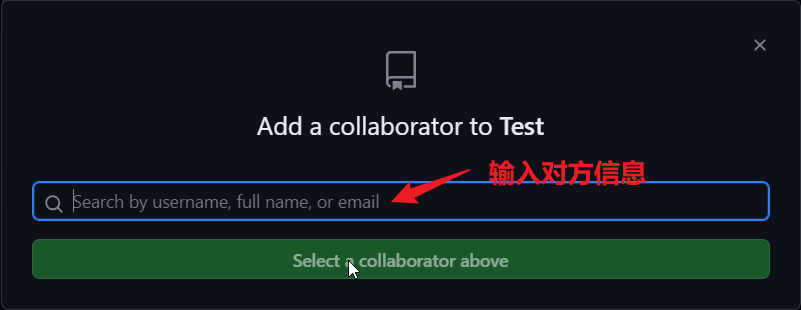 Add a collaborator to Test
输入对方信息
Search by username, full name, or email
Select a collaborator above